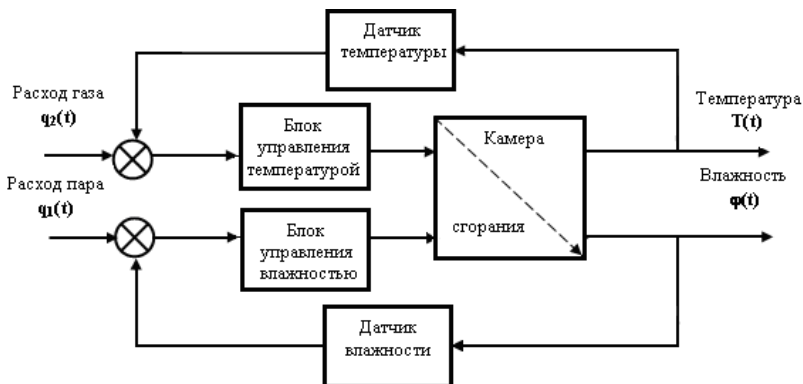 Датчик
температуры
Расход газа
q₂(t)
Блок
управления
температурой
Камера
сгорания
Температура
T(t)
Расход пара
q₁(t)
Блок
управления
влажностью
Влажность
φ(t)
Датчик
влажности